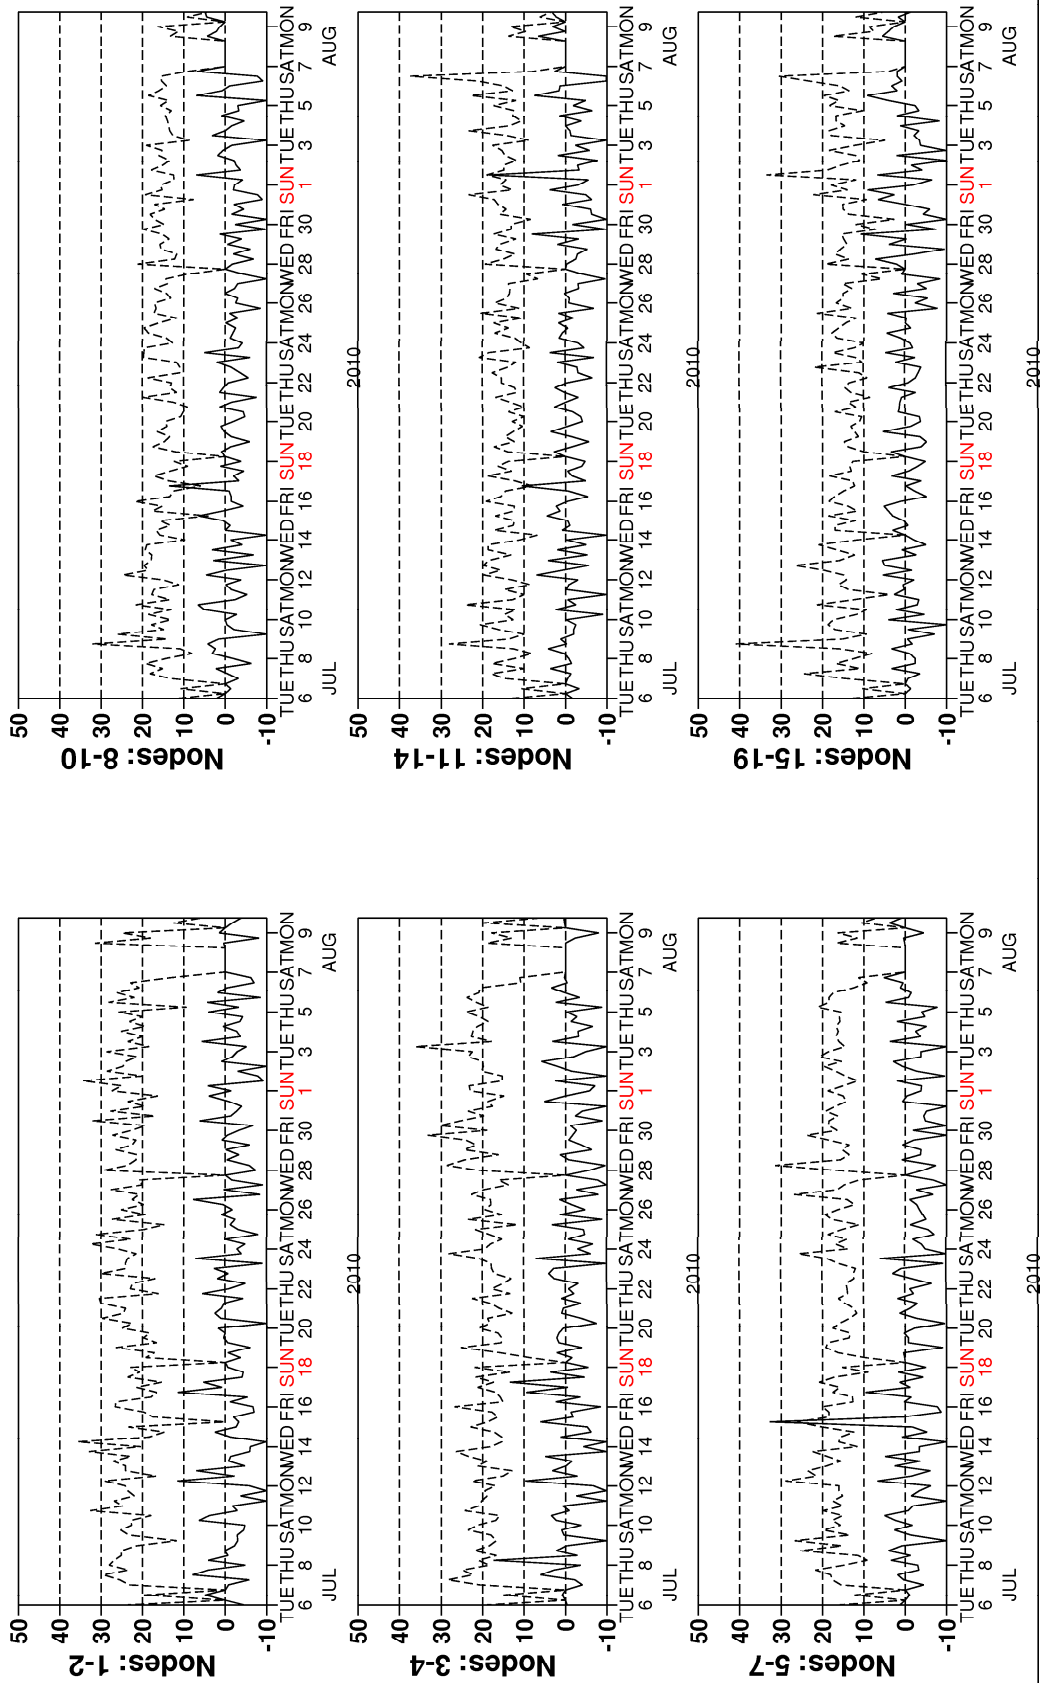 Nodes: 1-2
50
40
30
20
10
0
-10
TUE THU SAT MON WED FRI SUN TUE THU SAT MON WED FRI SUN TUE THU SAT MON
6 8 10 12 14 16 18 20 22 24 26 28 30 1 3 5 7 9
JUL AUG
2010
Nodes: 3-4
50
40
30
20
10
0
-10
TUE THU SAT MON WED FRI SUN TUE THU SAT MON WED FRI SUN TUE THU SAT MON
6 8 10 12 14 16 18 20 22 24 26 28 30 1 3 5 7 9
JUL AUG
2010
Nodes: 5-7
50
40
30
20
10
0
-10
TUE THU SAT MON WED FRI SUN TUE THU SAT MON WED FRI SUN TUE THU SAT MON
6 8 10 12 14 16 18 20 22 24 26 28 30 1 3 5 7 9
JUL AUG
2010
Nodes: 8-10
50
40
30
20
10
0
-10
TUE THU SAT MON WED FRI SUN TUE THU SAT MON WED FRI SUN TUE THU SAT MON
6 8 10 12 14 16 18 20 22 24 26 28 30 1 3 5 7 9
JUL AUG
2010
Nodes: 11-14
50
40
30
20
10
0
-10
TUE THU SAT MON WED FRI SUN TUE THU SAT MON WED FRI SUN TUE THU SAT MON
6 8 10 12 14 16 18 20 22 24 26 28 30 1 3 5 7 9
JUL AUG
2010
Nodes: 15-19
50
40
30
20
10
0
-10
TUE THU SAT MON WED FRI SUN TUE THU SAT MON WED FRI SUN TUE THU SAT MON
6 8 10 12 14 16 18 20 22 24 26 28 30 1 3 5 7 9
JUL AUG
2010